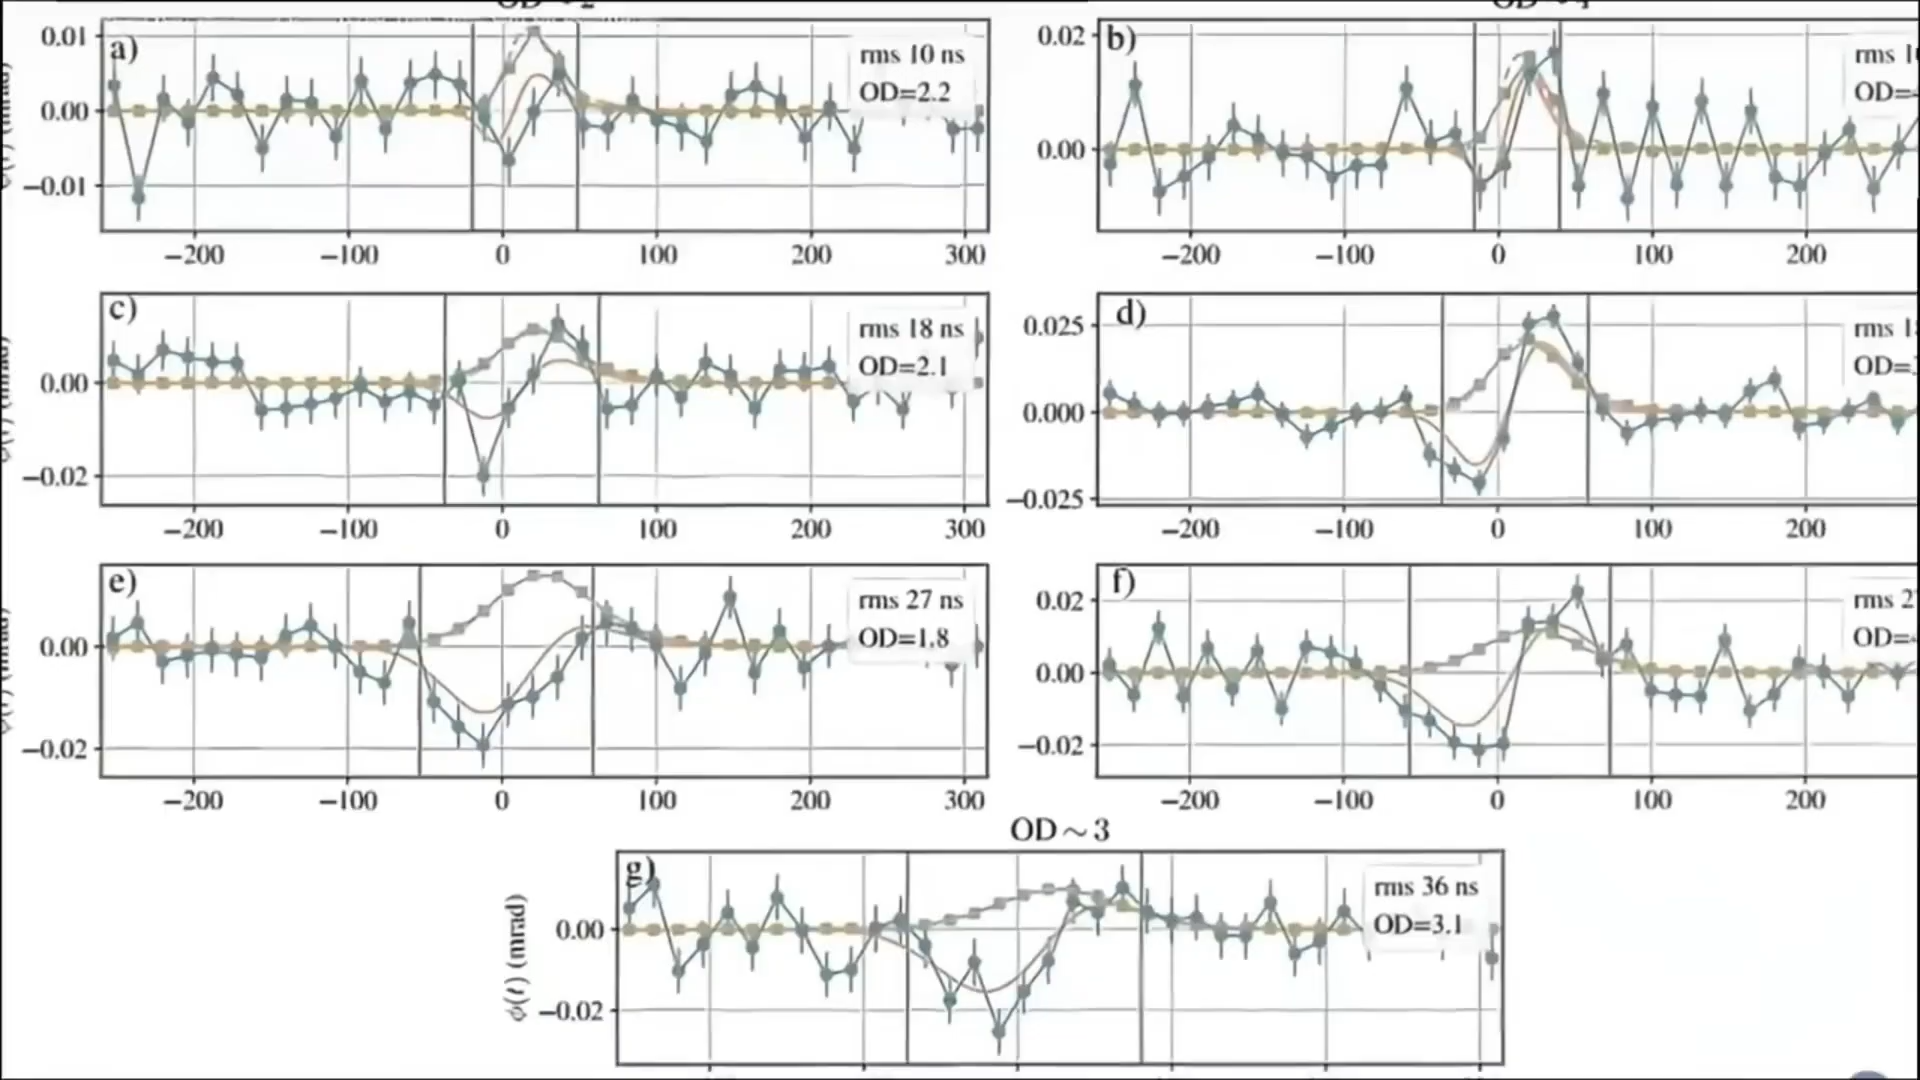 a)
rms 10 ns
OD=2.2
0.01
0.00
−0.01
−200 −100 0 100 200 300
b)
0.02
0.00
−200 −100 0 100 200
c)
rms 18 ns
OD=2.1
0.00
−0.02
−200 −100 0 100 200 300
d)
0.025
0.000
−0.025
−200 −100 0 100 200
e)
rms 27 ns
OD=1.8
0.00
−0.02
−200 −100 0 100 200 300
f)
0.02
0.00
−0.02
−200 −100 0 100 200
OD ~ 3
g)
rms 36 ns
OD=3.1
0.00
−0.02
ϕ(t) (mrad)